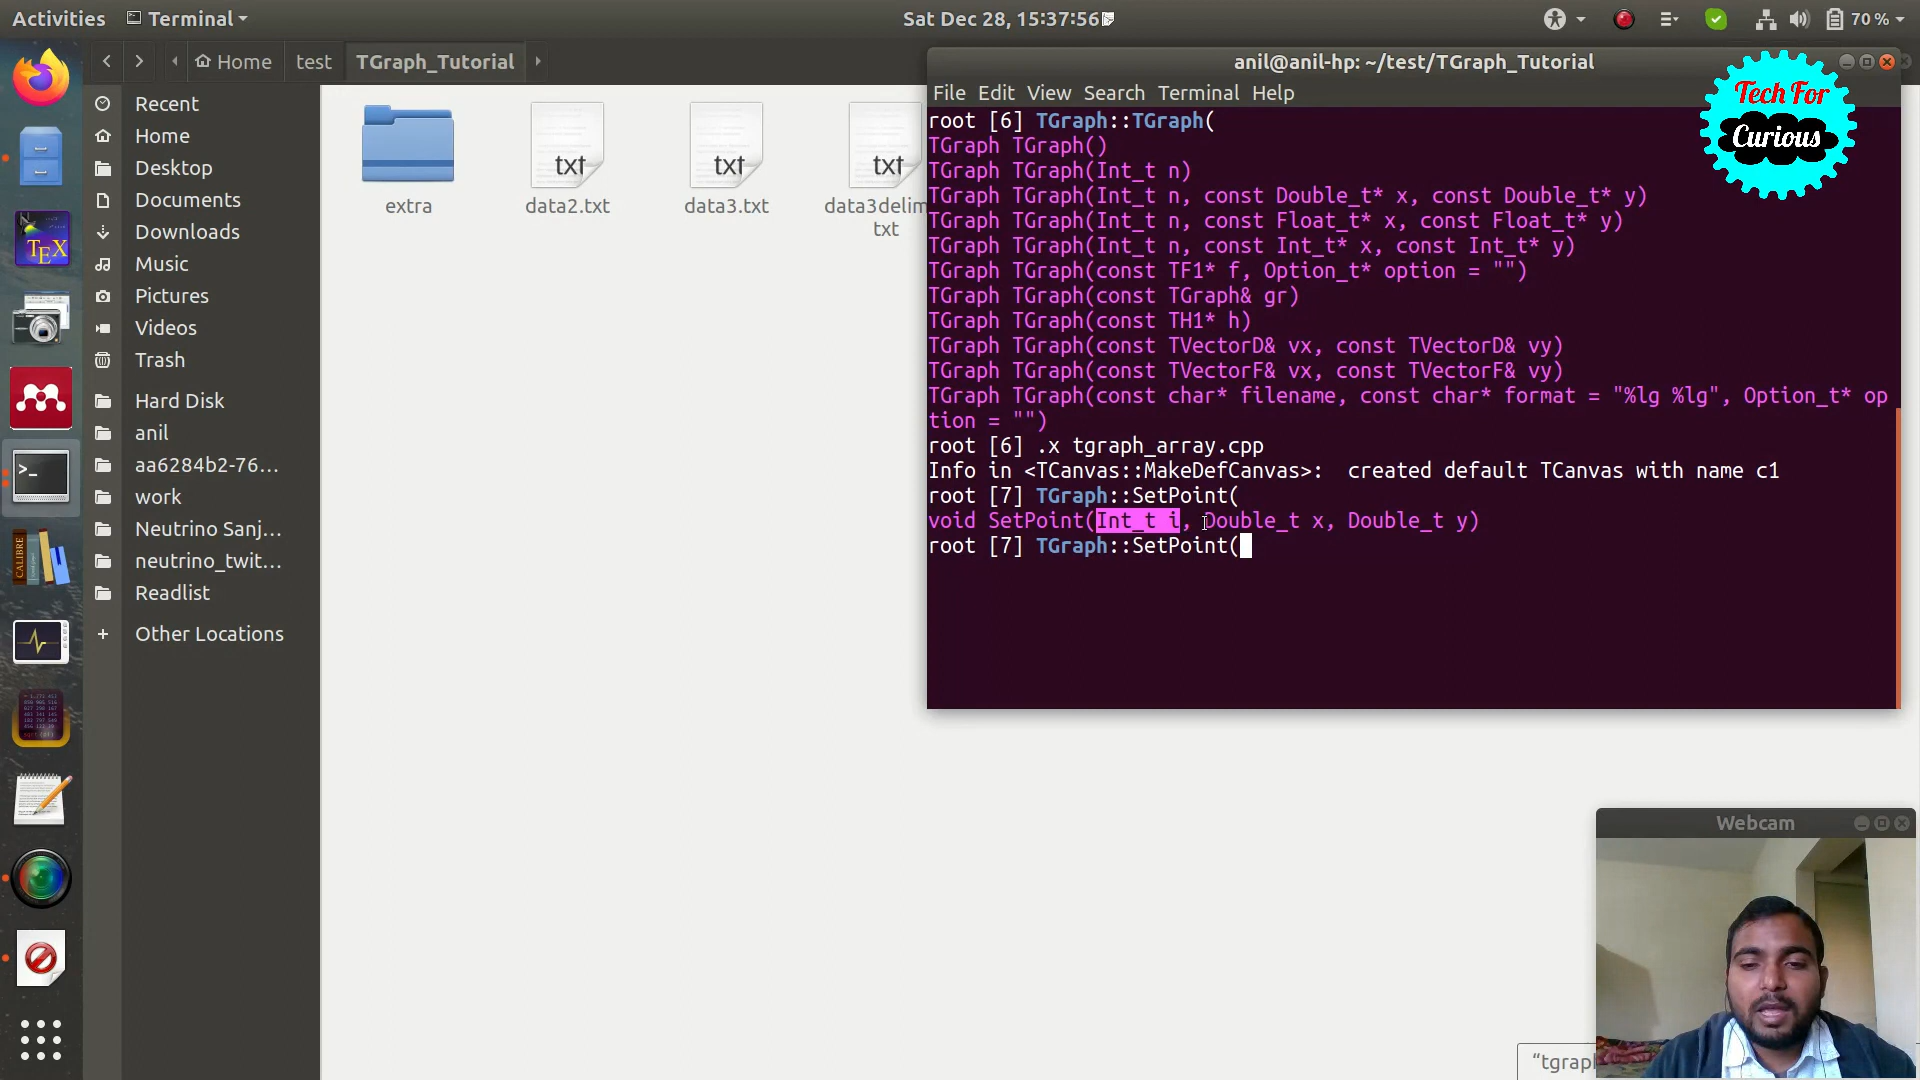 Activities
Terminal
Sat Dec 28, 15:37:56
70 %
Home
test
TGraph_Tutorial
anil@anil-hp: ~/test/TGraph_Tutorial
File Edit View Search Terminal Help
Tech For
Curious
Recent
Home
Desktop
Documents
Downloads
Music
Pictures
Videos
Trash
Hard Disk
anil
aa6284b2-76...
work
Neutrino Sanj...
neutrino_twit...
Readlist
Other Locations
TEX
CALIBRE
>_
extra
txt
data2.txt
txt
data3.txt
txt
data3delim
txt
root [6] TGraph::TGraph(
TGraph TGraph()
TGraph TGraph(Int_t n)
TGraph TGraph(Int_t n, const Double_t* x, const Double_t* y)
TGraph TGraph(Int_t n, const Float_t* x, const Float_t* y)
TGraph TGraph(Int_t n, const Int_t* x, const Int_t* y)
TGraph TGraph(const TF1* f, Option_t* option = "")
TGraph TGraph(const TGraph& gr)
TGraph TGraph(const TH1* h)
TGraph TGraph(const TVectorD& vx, const TVectorD& vy)
TGraph TGraph(const TVectorF& vx, const TVectorF& vy)
TGraph TGraph(const char* filename, const char* format = "%lg %lg", Option_t* op
tion = "")
root [6] .x tgraph_array.cpp
Info in <TCanvas::MakeDefCanvas>:  created default TCanvas with name c1
root [7] TGraph::SetPoint(
void SetPoint(Int_t i, Double_t x, Double_t y)
root [7] TGraph::SetPoint(
Webcam
“tgraph